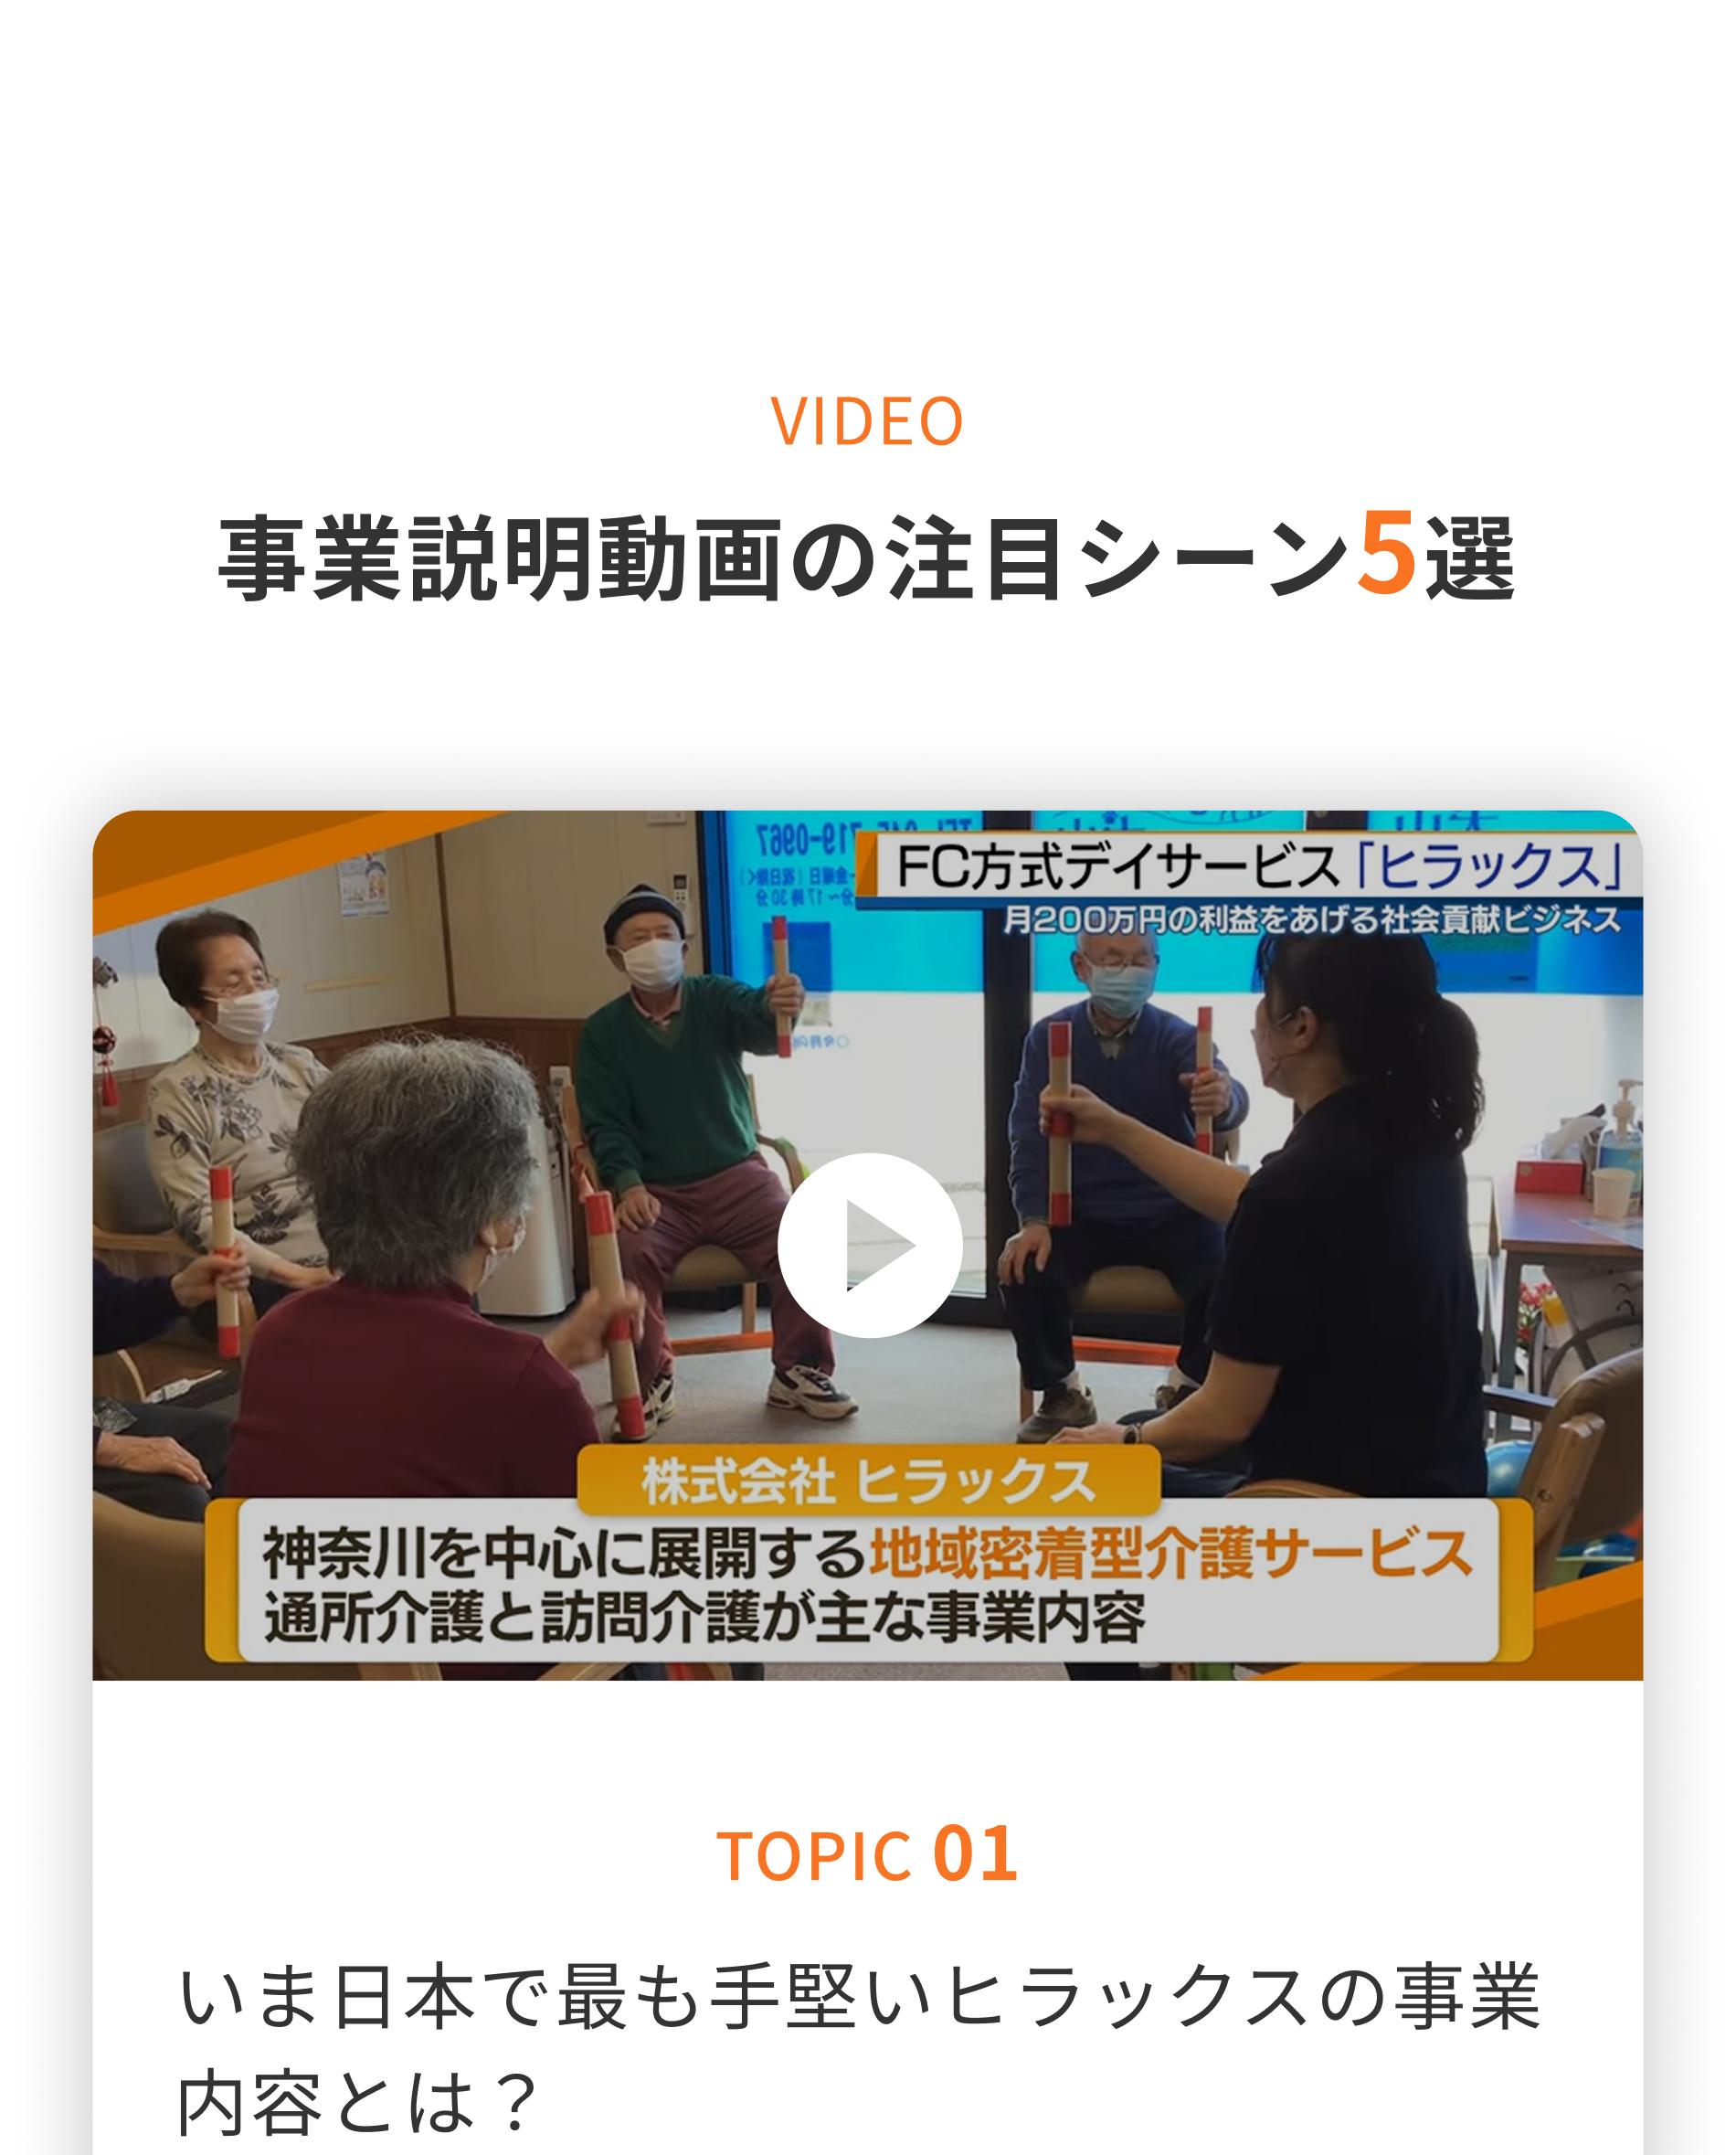 VIDEO
事業説明動画の注目シーン5選
FC方式デイサービス「ヒラックス」
月200万円の利益をあげる社会貢献ビジネス
株式会社 ヒラックス
神奈川を中心に展開する地域密着型介護サービス
通所介護と訪問介護が主な事業内容
TOPIC 01
いま日本で最も手堅いヒラックスの事業
内容とは？